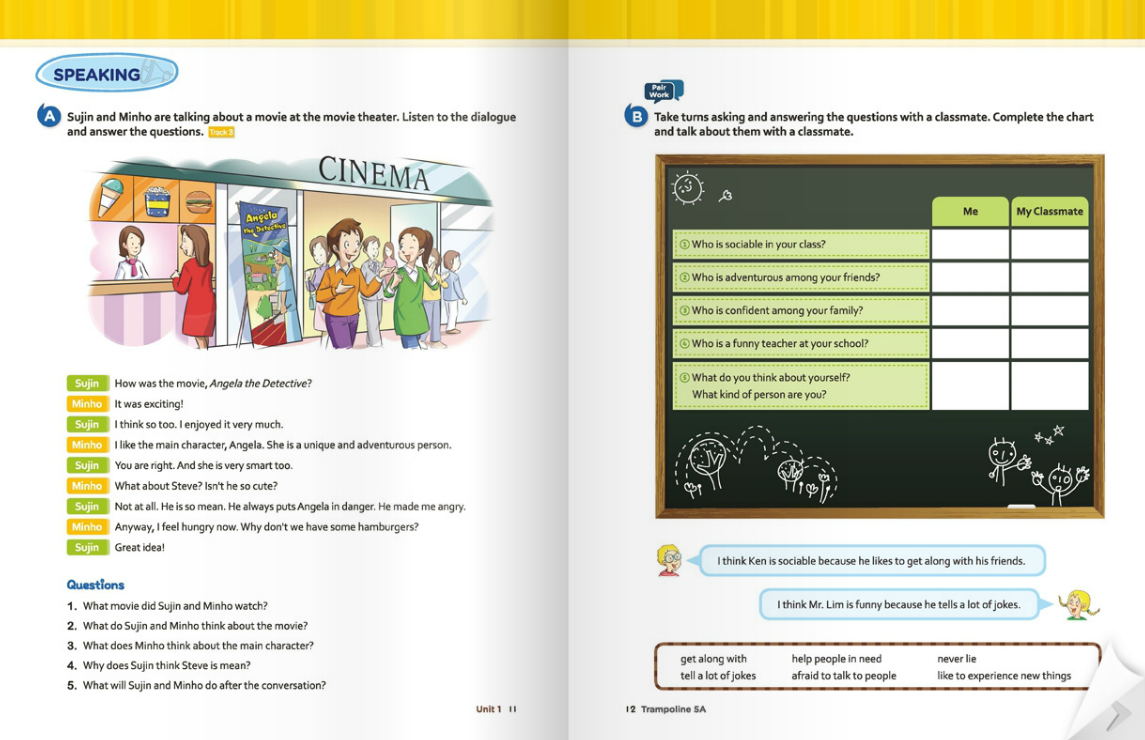 SPEAKING
A Sujin and Minho are talking about a movie at the movie theater. Listen to the dialogue
and answer the questions. Track 3
CINEMA
Angela
the Detective
Sujin How was the movie, Angela the Detective?
Minho It was exciting!
Sujin I think so too. I enjoyed it very much.
Minho I like the main character, Angela. She is a unique and adventurous person.
Sujin You are right. And she is very smart too.
Minho What about Steve? Isn't he so cute?
Sujin Not at all. He is so mean. He always puts Angela in danger. He made me angry.
Minho Anyway, I feel hungry now. Why don't we have some hamburgers?
Sujin Great idea!
Questions
1. What movie did Sujin and Minho watch?
2. What do Sujin and Minho think about the movie?
3. What does Minho think about the main character?
4. Why does Sujin think Steve is mean?
5. What will Sujin and Minho do after the conversation?
Unit 1 11
Pair
Work
B Take turns asking and answering the questions with a classmate. Complete the chart
and talk about them with a classmate.
Me My Classmate
① Who is sociable in your class?
② Who is adventurous among your friends?
③ Who is confident among your family?
④ Who is a funny teacher at your school?
⑤ What do you think about yourself?
What kind of person are you?
I think Ken is sociable because he likes to get along with his friends.
I think Mr. Lim is funny because he tells a lot of jokes.
get along with help people in need never lie
tell a lot of jokes afraid to talk to people like to experience new things
12 Trampoline 5A